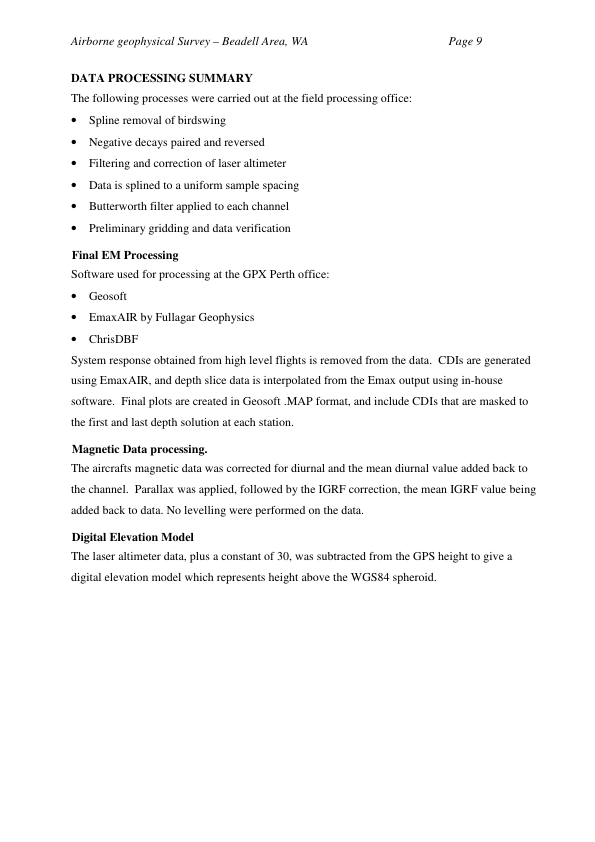 Airborne geophysical Survey – Beadell Area, WA Page 9
DATA PROCESSING SUMMARY
The following processes were carried out at the field processing office:
• Spline removal of birdswing
• Negative decays paired and reversed
• Filtering and correction of laser altimeter
• Data is splined to a uniform sample spacing
• Butterworth filter applied to each channel
• Preliminary gridding and data verification
Final EM Processing
Software used for processing at the GPX Perth office:
• Geosoft
• EmaxAIR by Fullagar Geophysics
• ChrisDBF
System response obtained from high level flights is removed from the data.  CDIs are generated
using EmaxAIR, and depth slice data is interpolated from the Emax output using in-house
software.  Final plots are created in Geosoft .MAP format, and include CDIs that are masked to
the first and last depth solution at each station.
Magnetic Data processing.
The aircrafts magnetic data was corrected for diurnal and the mean diurnal value added back to
the channel.  Parallax was applied, followed by the IGRF correction, the mean IGRF value being
added back to data. No levelling were performed on the data.
Digital Elevation Model
The laser altimeter data, plus a constant of 30, was subtracted from the GPS height to give a
digital elevation model which represents height above the WGS84 spheroid.